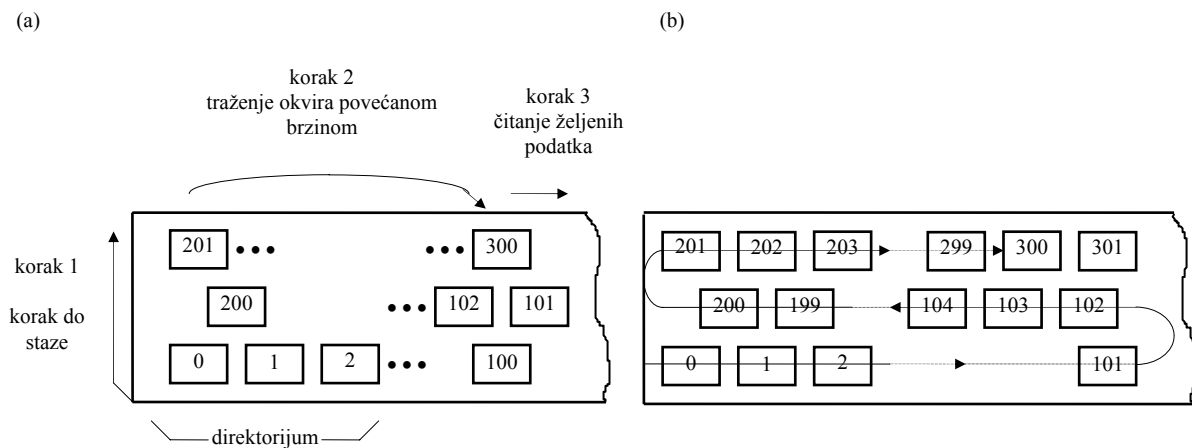 (a)
korak 2
traženje okvira povećanom
brzinom
korak 3
čitanje željenih
podatka
korak 1
korak do
staze
201 ••• ••• 300
200 ••• 102 101
0 1 2 ••• 100
direktorijum
(b)
201 202 203 299 300 301
200 199 104 103 102
0 1 2 101